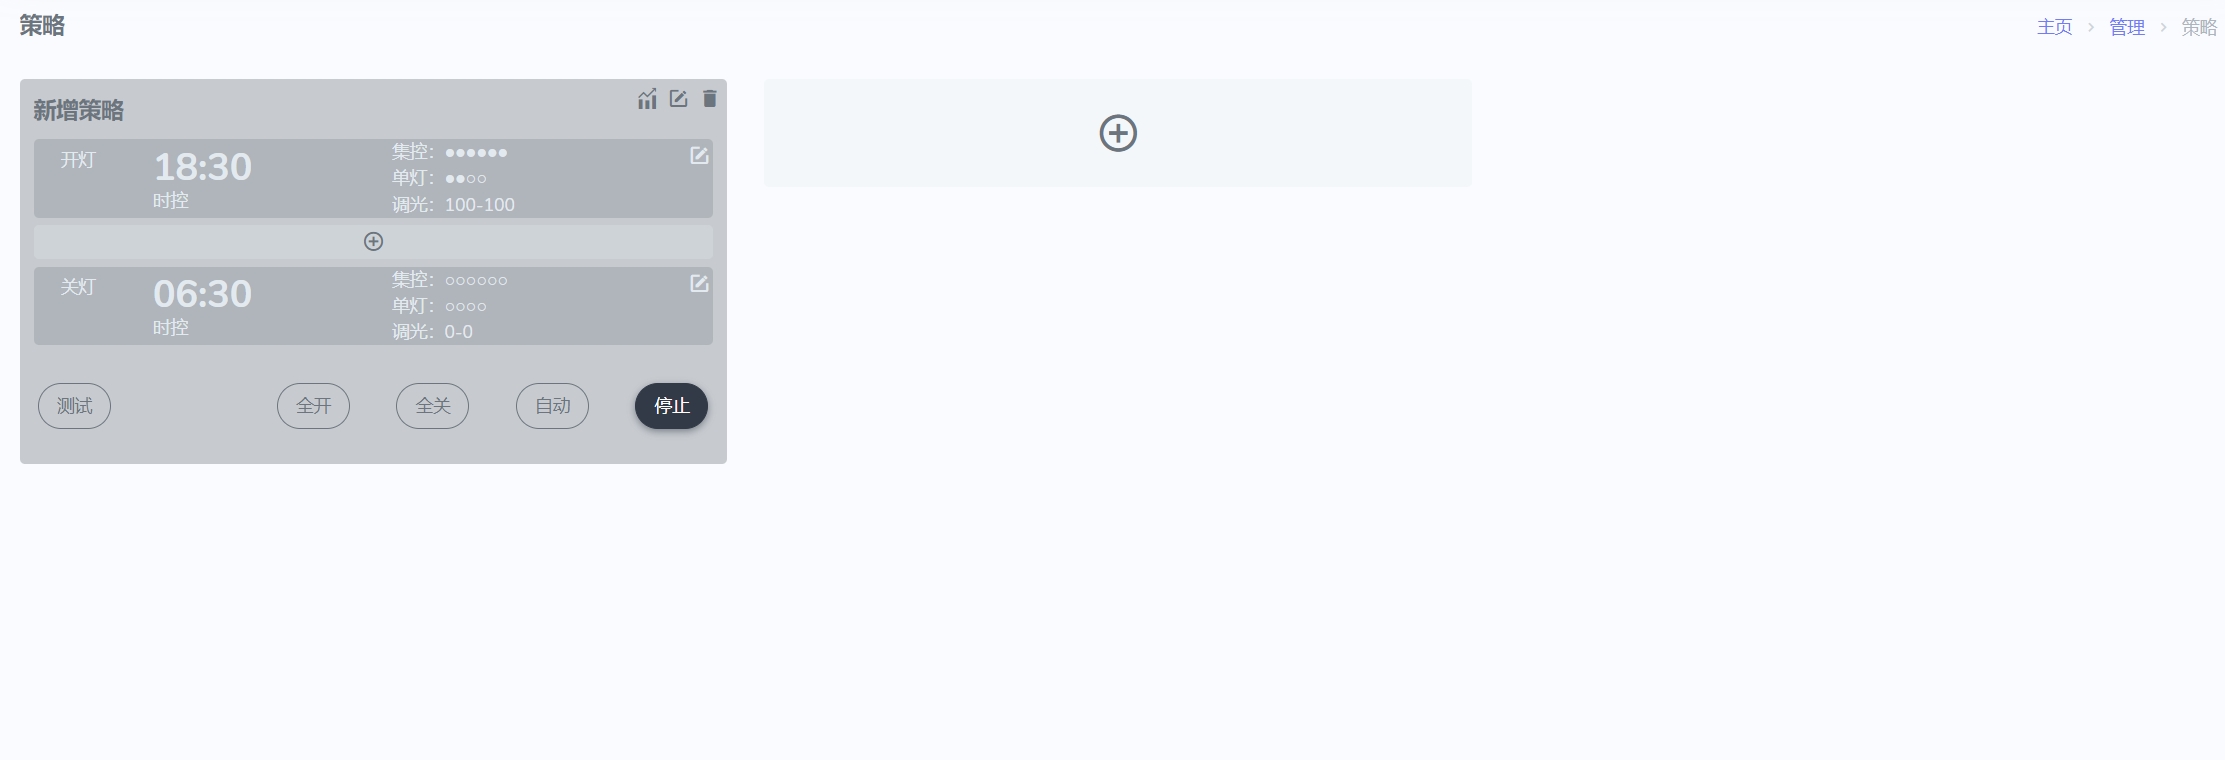 策略
主页 › 管理 › 策略
新增策略
开灯
18:30
时控
集控：●●●●●●
单灯：●●○○
调光：100-100
关灯
06:30
时控
集控：○○○○○○
单灯：○○○○
调光：0-0
测试 全开 全关 自动 停止